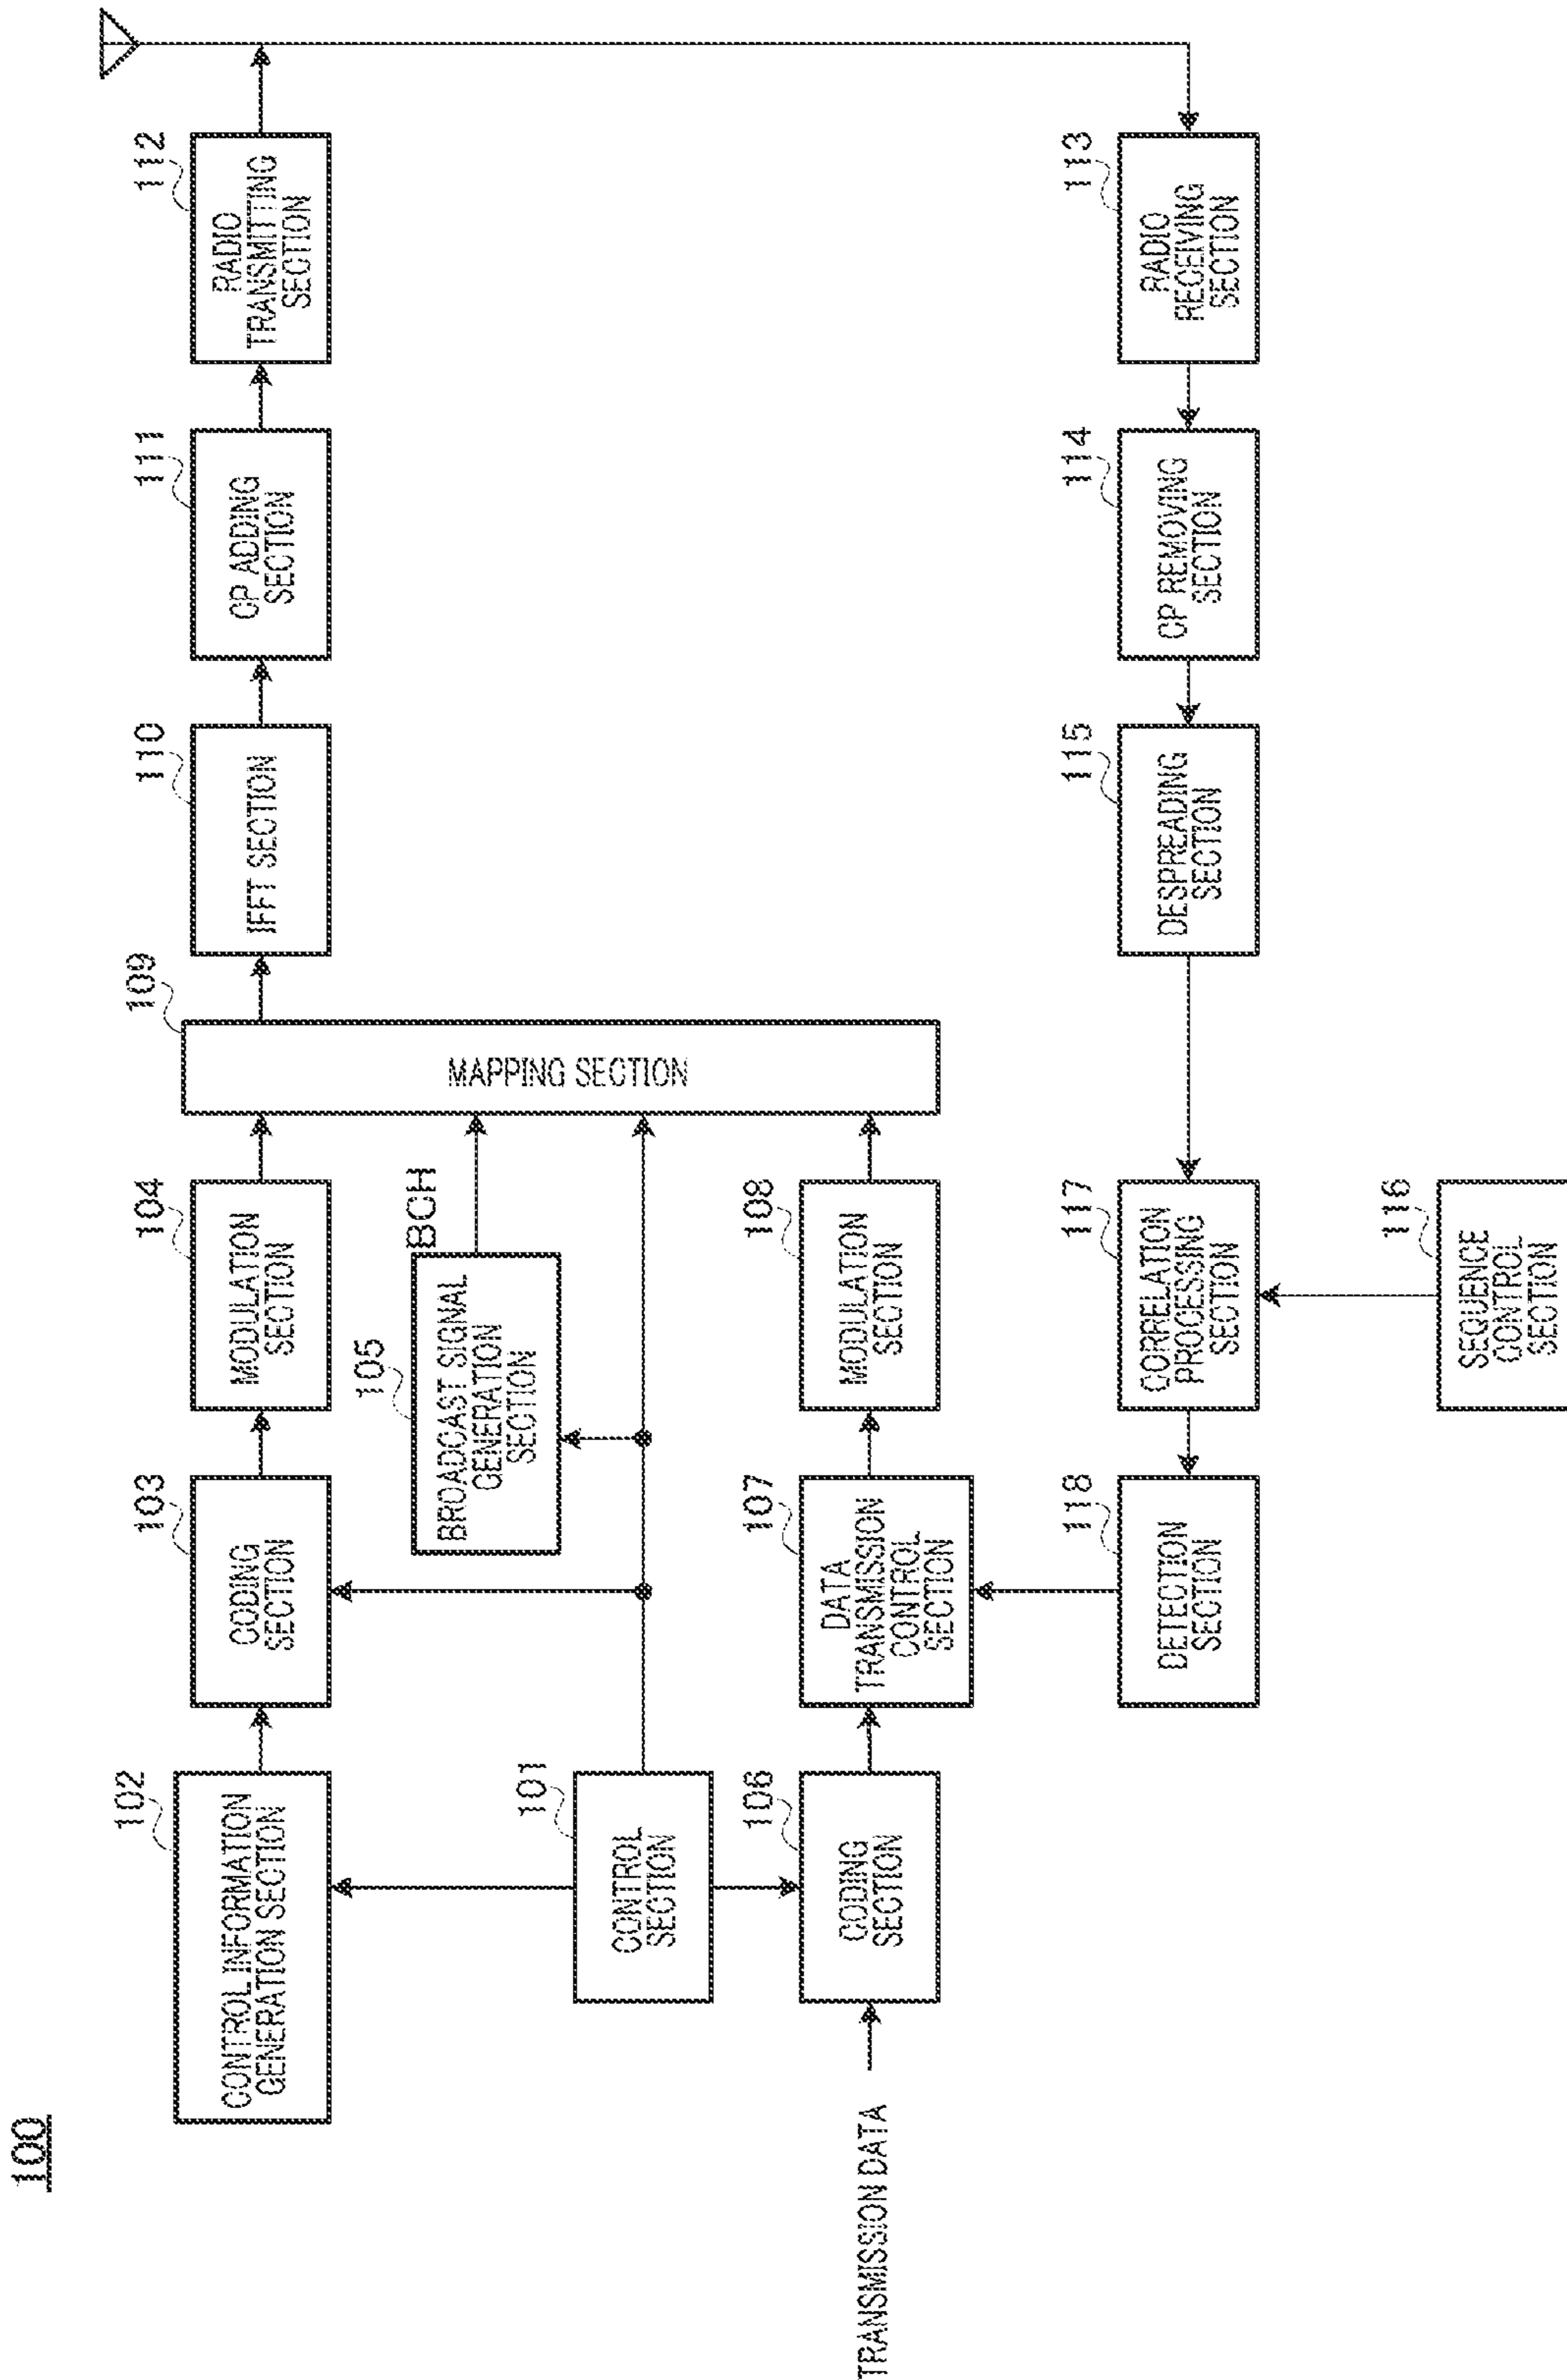 100
102
CONTROL INFORMATION
GENERATION SECTION
103
CODING
SECTION
104
MODULATION
SECTION
109
MAPPING SECTION
110
IFFT SECTION
111
CP ADDING
SECTION
112
RADIO
TRANSMITTING
SECTION
105
BROADCAST SIGNAL
GENERATION
SECTION
BCH
101
CONTROL
SECTION
TRANSMISSION DATA
106
CODING
SECTION
107
DATA
TRANSMISSION
CONTROL
SECTION
108
MODULATION
SECTION
118
DETECTION
SECTION
117
CORRELATION
PROCESSING
SECTION
115
DESPREADING
SECTION
114
CP REMOVING
SECTION
113
RADIO
RECEIVING
SECTION
116
SEQUENCE
CONTROL
SECTION